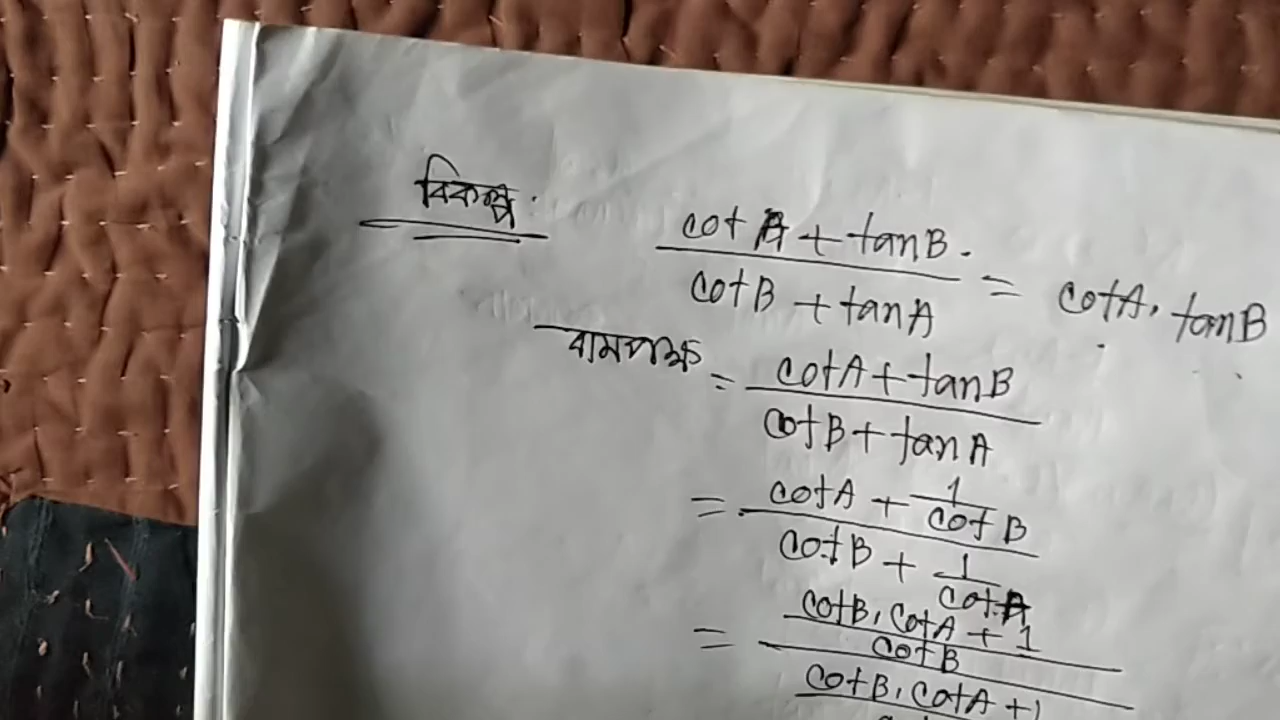 বিকল্প:
cot A + tanB
cotB + tanA
= cotA. tanB
বামপক্ষ = cotA + tanB
cotB + tanA
= cotA + 1
cotB
cotB + 1
cotA
= cotB. cotA + 1
cotB
cotB. cotA +1